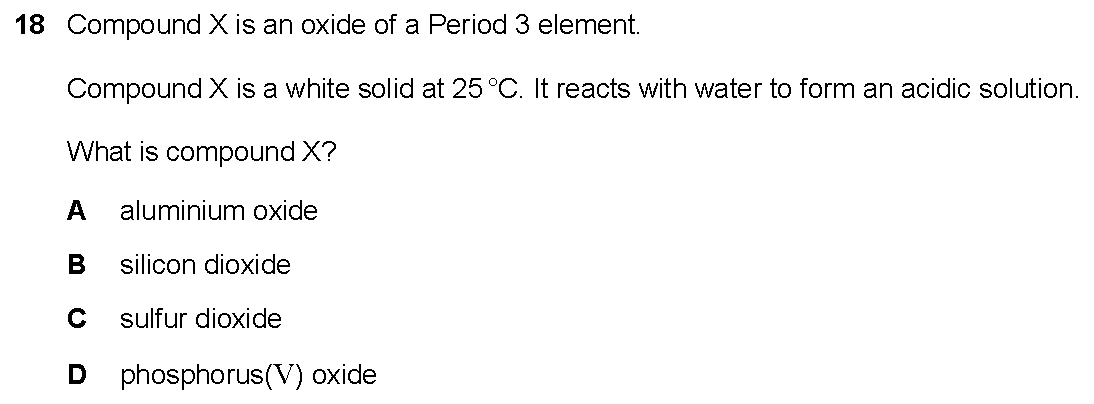 18 Compound X is an oxide of a Period 3 element.
Compound X is a white solid at 25 °C. It reacts with water to form an acidic solution.
What is compound X?
A aluminium oxide
B silicon dioxide
C sulfur dioxide
D phosphorus(V) oxide